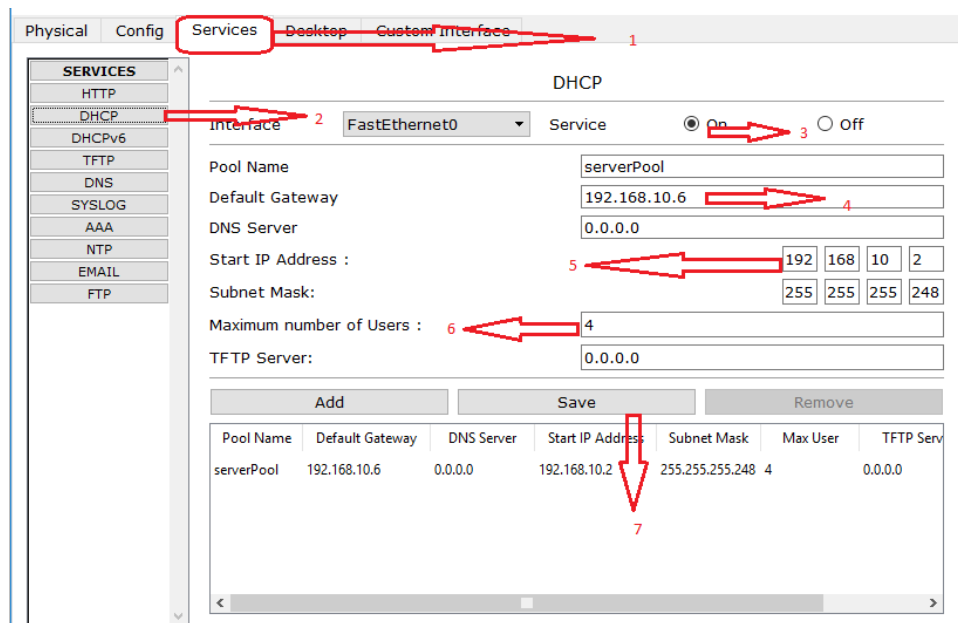 Physical Config Services Desktop Custom Interface 1
SERVICES
HTTP
DHCP
DHCPv6
TFTP
DNS
SYSLOG
AAA
NTP
EMAIL
FTP
DHCP
Interface 2 FastEthernet0 Service On 3 Off
Pool Name serverPool
Default Gateway 192.168.10.6 4
DNS Server 0.0.0.0
Start IP Address : 5 192 168 10 2
Subnet Mask: 255 255 255 248
Maximum number of Users : 6 4
TFTP Server: 0.0.0.0
Add Save Remove
Pool Name Default Gateway DNS Server Start IP Address Subnet Mask Max User TFTP Serv
serverPool 192.168.10.6 0.0.0.0 192.168.10.2 255.255.255.248 4 0.0.0.0
7